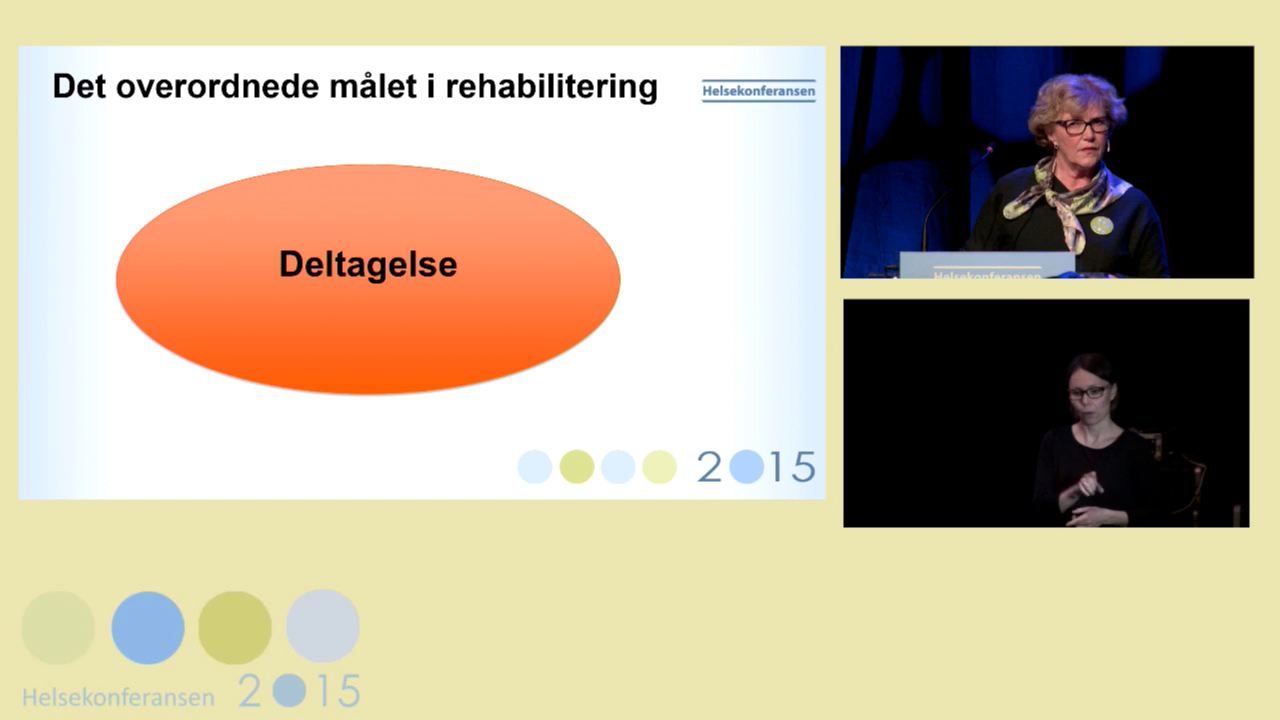 Det overordnede målet i rehabilitering
Helsekonferansen
Deltagelse
2015
Helsekonferansen
Helsekonferansen 2015